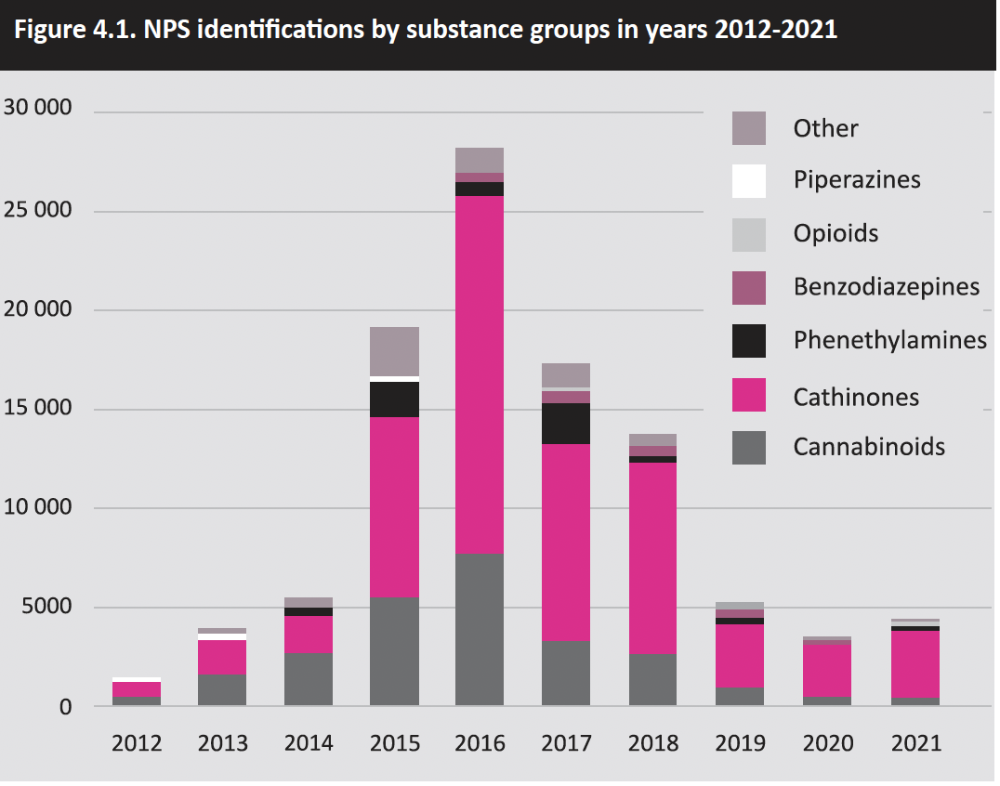 Figure 4.1. NPS identifications by substance groups in years 2012-2021
30 000
25 000
20 000
15 000
10 000
5000
0
Other
Piperazines
Opioids
Benzodiazepines
Phenethylamines
Cathinones
Cannabinoids
2012 2013 2014 2015 2016 2017 2018 2019 2020 2021